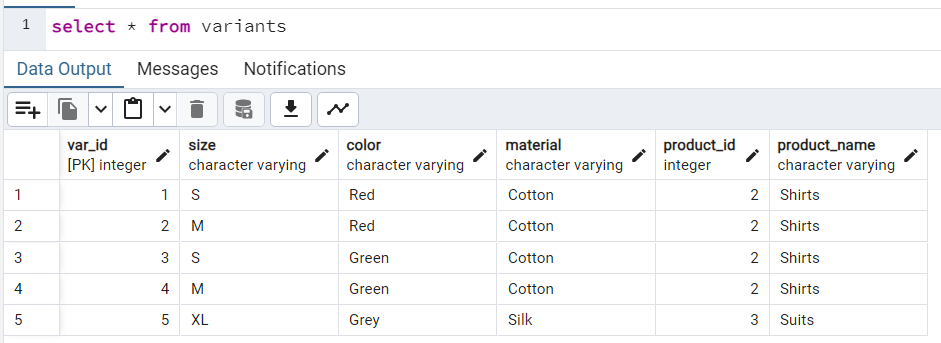 1 select * from variants
Data Output Messages Notifications
var_id size color material product_id product_name
[PK] integer character varying character varying character varying integer character varying
1 1 S Red Cotton 2 Shirts
2 2 M Red Cotton 2 Shirts
3 3 S Green Cotton 2 Shirts
4 4 M Green Cotton 2 Shirts
5 5 XL Grey Silk 3 Suits